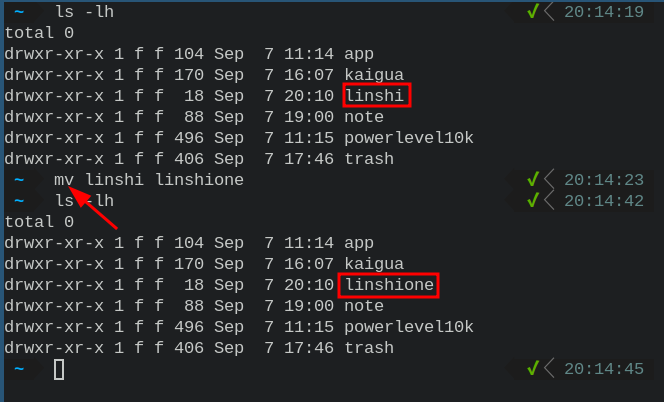 ~ ls -lh ✔ 20:14:19
total 0
drwxr-xr-x 1 f f 104 Sep  7 11:14 app
drwxr-xr-x 1 f f 170 Sep  7 16:07 kaigua
drwxr-xr-x 1 f f  18 Sep  7 20:10 linshi
drwxr-xr-x 1 f f  88 Sep  7 19:00 note
drwxr-xr-x 1 f f 496 Sep  7 11:15 powerlevel10k
drwxr-xr-x 1 f f 406 Sep  7 17:46 trash
~ mv linshi linshione ✔ 20:14:23
~ ls -lh ✔ 20:14:42
total 0
drwxr-xr-x 1 f f 104 Sep  7 11:14 app
drwxr-xr-x 1 f f 170 Sep  7 16:07 kaigua
drwxr-xr-x 1 f f  18 Sep  7 20:10 linshione
drwxr-xr-x 1 f f  88 Sep  7 19:00 note
drwxr-xr-x 1 f f 496 Sep  7 11:15 powerlevel10k
drwxr-xr-x 1 f f 406 Sep  7 17:46 trash
~ ✔ 20:14:45